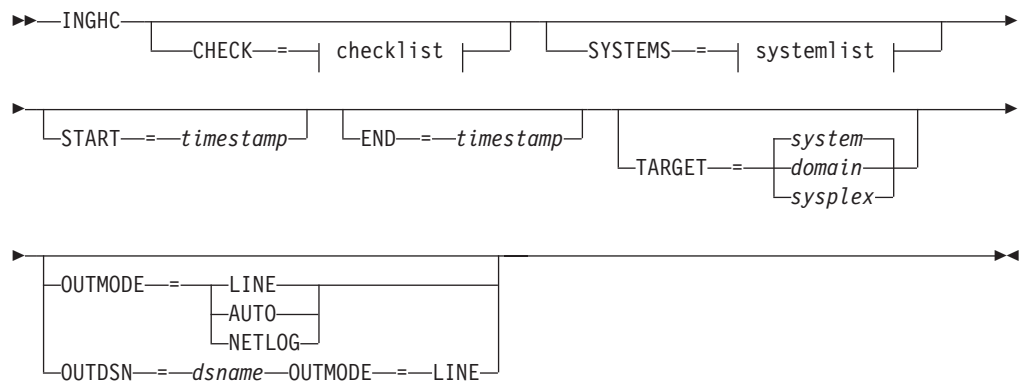 INGHC
CHECK = checklist
SYSTEMS = systemlist
START = timestamp
END = timestamp
TARGET = system
domain
sysplex
OUTMODE = LINE
AUTO
NETLOG
OUTDSN = dsname OUTMODE = LINE